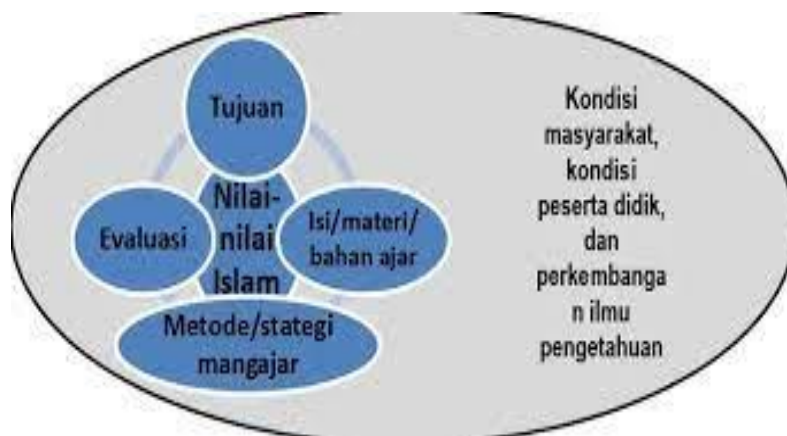 Tujuan
Nilai-
nilai
Islam
Isi/materi/
bahan ajar
Evaluasi
Metode/stategi
mangajar
Kondisi
masyarakat,
kondisi
peserta didik,
dan
perkembanga
n ilmu
pengetahuan